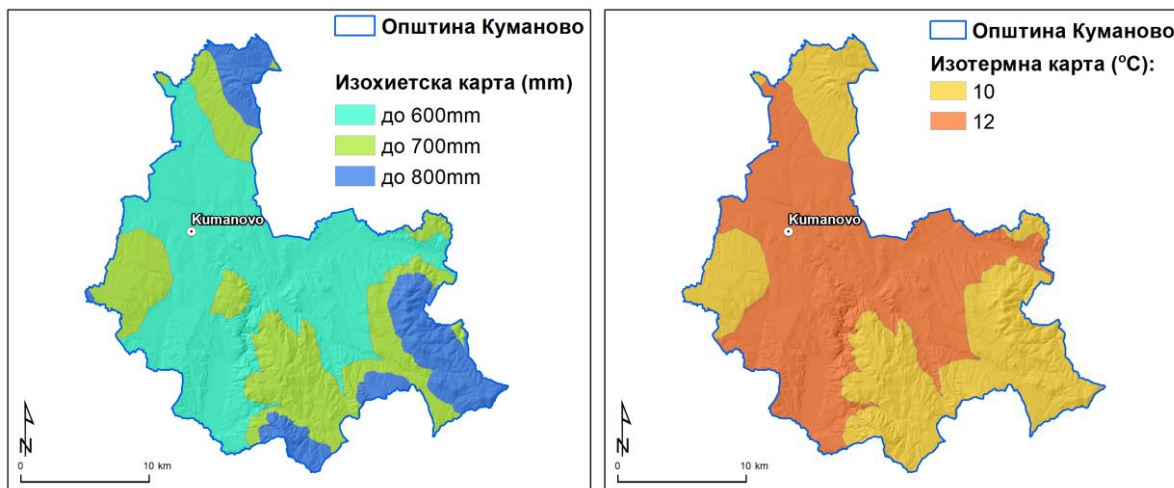 Општина Куманово
Изохиетска карта (mm)
до 600mm
до 700mm
до 800mm
Kumanovo
N
0
10 km
Општина Куманово
Изотермна карта (°C):
10
12
Kumanovo
N
0
10 km